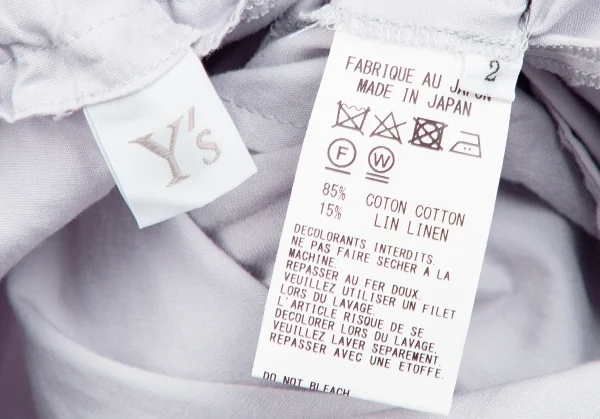 Y's
2
FABRIQUE AU JAPON
MADE IN JAPAN
F W
85% COTON COTTON
15% LIN LINEN
DECOLORANTS INTERDITS.
NE PAS FAIRE SECHER A LA
MACHINE
REPASSER AU FER DOUX.
VEUILLEZ UTILISER UN FILET
LORS DU LAVAGE.
L'ARTICLE RISQUE DE SE
DECOLORER LORS DU LAVAGE.
VEUILLEZ LAVER SEPAREMENT.
REPASSER AVEC UNE ETOFFE.
DO NOT BLEACH